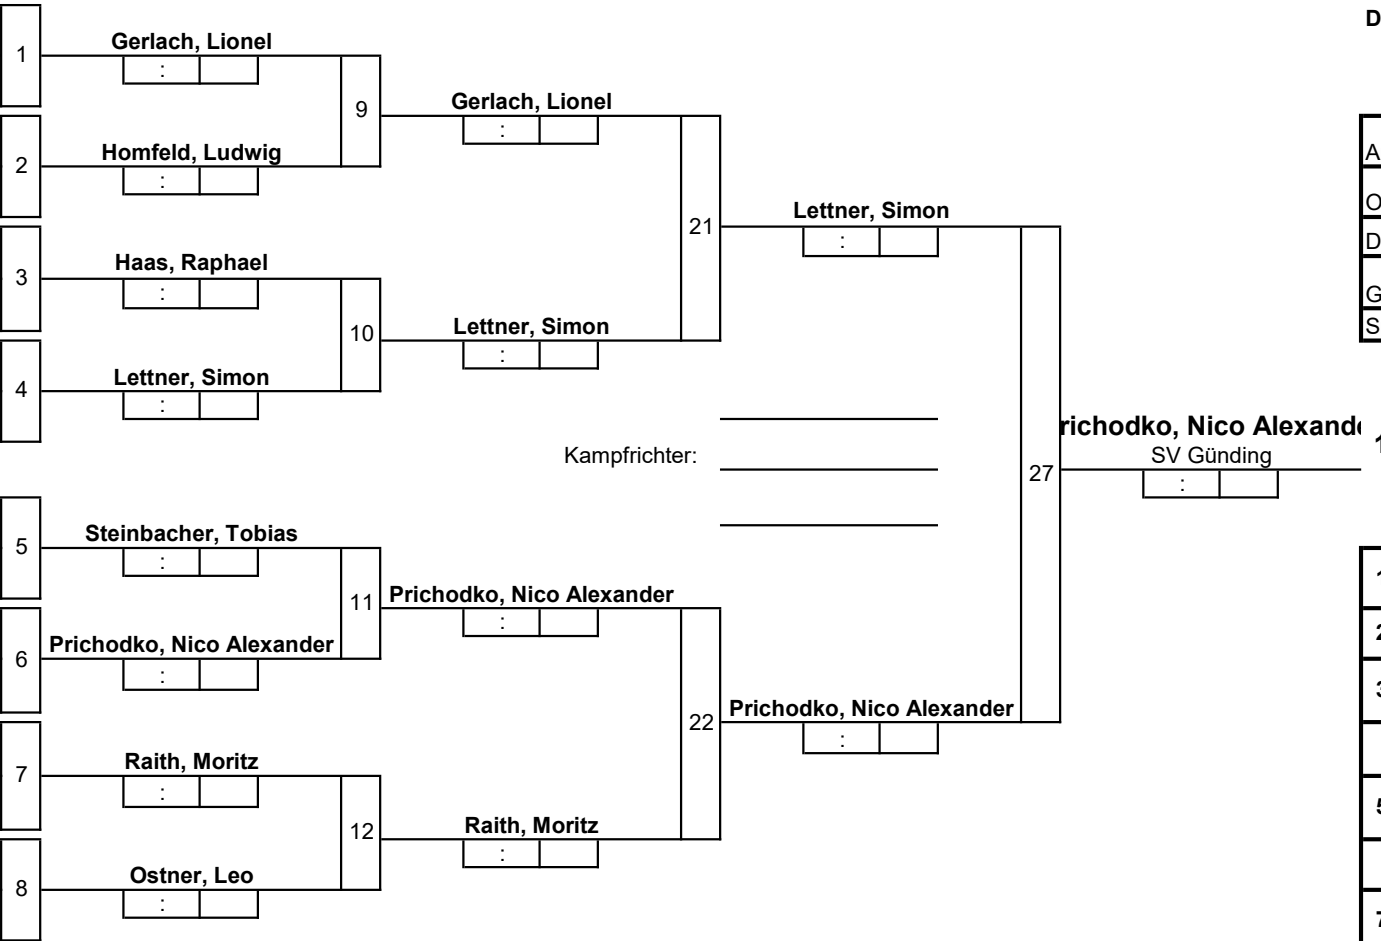 D
1
Gerlach, Lionel
:
9
Gerlach, Lionel
:
A
2
Homfeld, Ludwig
:
O
21
Lettner, Simon
:
D
3
Haas, Raphael
:
G
10
Lettner, Simon
:
S
4
Lettner, Simon
:
richodko, Nico Alexand
Kampfrichter:
SV Günding
:
27
5
Steinbacher, Tobias
:
11
Prichodko, Nico Alexander
:
6
Prichodko, Nico Alexander
:
22
Prichodko, Nico Alexander
:
7
Raith, Moritz
:
12
Raith, Moritz
:
8
Ostner, Leo
: